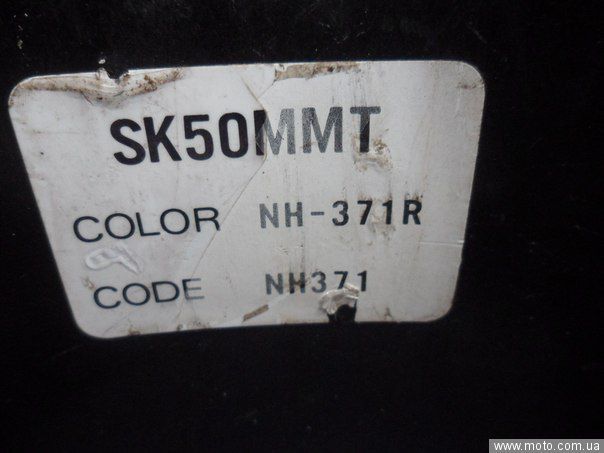 SK50MMT
COLOR NH-371R
CODE NH371
www.moto.com.ua